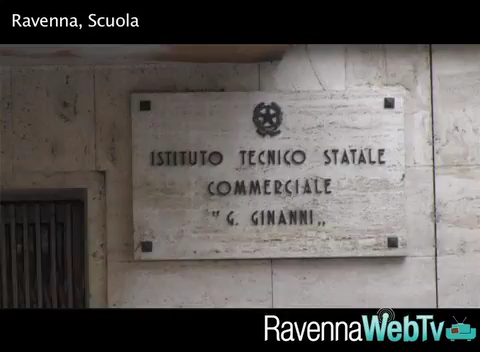 Ravenna, Scuola
ISTITUTO TECNICO STATALE
COMMERCIALE
" G. GINANNI „
RavennaWebTv